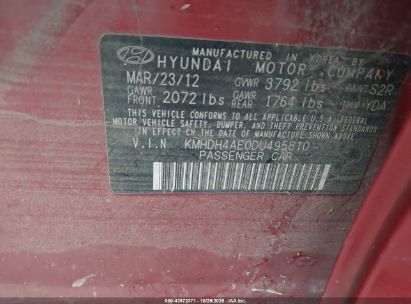 MANUFACTURED IN KOREA BY
HYUNDAI MOTOR COMPANY
MAR/23/12 GVWR 3792 lbs PAINT S2R
GAWR FRONT 2072 lbs GAWR REAR 1764 lbs TRIM YDA
THIS VEHICLE CONFORMS TO ALL APPLICABLE U.S.A. FEDERAL
MOTOR VEHICLE SAFETY, BUMPER, AND THEFT PREVENTION STANDARDS
IN EFFECT ON THE DATE OF MANUFACTURE SHOWN ABOVE.
V.I.N KMHDH4AE0DU495810
PASSENGER CAR